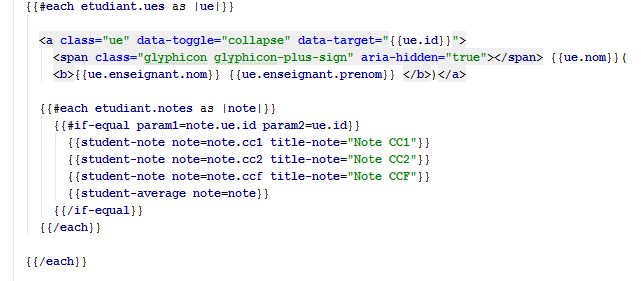 {{#each etudiant.ues as |ue|}}
<a class="ue" data-toggle="collapse" data-target="{{ue.id}}">
<span class="glyphicon glyphicon-plus-sign" aria-hidden="true"></span> {{ue.nom}}(
<b>{{ue.enseignant.nom}} {{ue.enseignant.prenom}} </b>)</a>
{{#each etudiant.notes as |note|}}
{{#if-equal param1=note.ue.id param2=ue.id}}
{{student-note note=note.cc1 title-note="Note CC1"}}
{{student-note note=note.cc2 title-note="Note CC2"}}
{{student-note note=note.ccf title-note="Note CCF"}}
{{student-average note=note}}
{{/if-equal}}
{{/each}}
{{/each}}